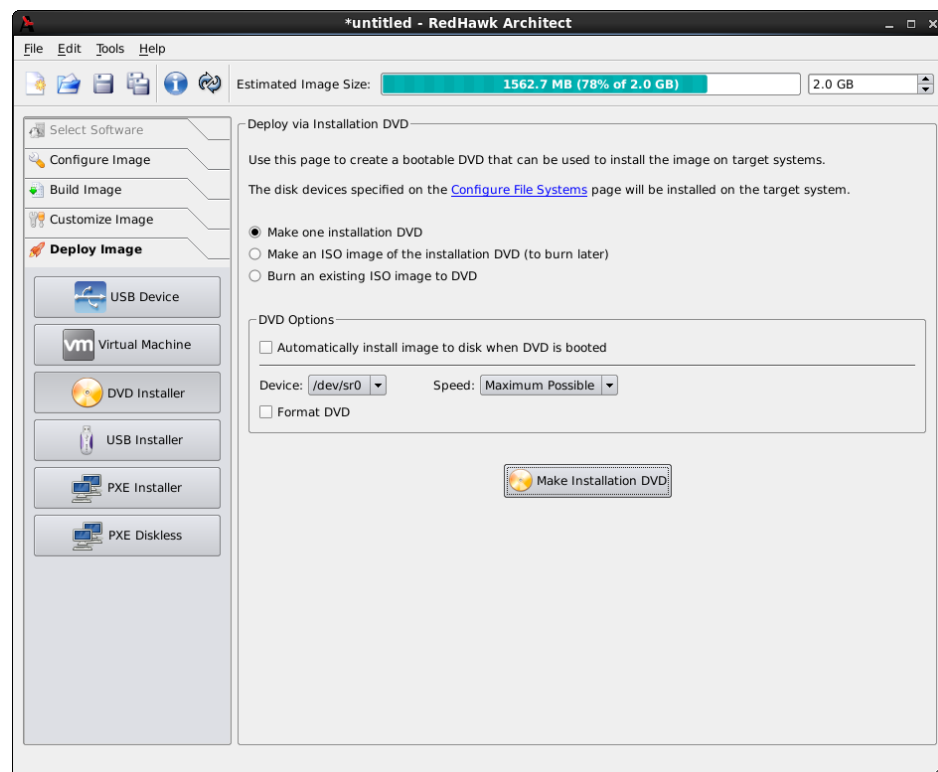 *untitled - RedHawk Architect
File Edit Tools Help
Estimated Image Size: 1562.7 MB (78% of 2.0 GB) 2.0 GB
Select Software
Configure Image
Build Image
Customize Image
Deploy Image
USB Device
vm Virtual Machine
DVD Installer
USB Installer
PXE Installer
PXE Diskless
Deploy via Installation DVD
Use this page to create a bootable DVD that can be used to install the image on target systems.
The disk devices specified on the Configure File Systems page will be installed on the target system.
Make one installation DVD
Make an ISO image of the installation DVD (to burn later)
Burn an existing ISO image to DVD
DVD Options
Automatically install image to disk when DVD is booted
Device: /dev/sr0 Speed: Maximum Possible
Format DVD
Make Installation DVD